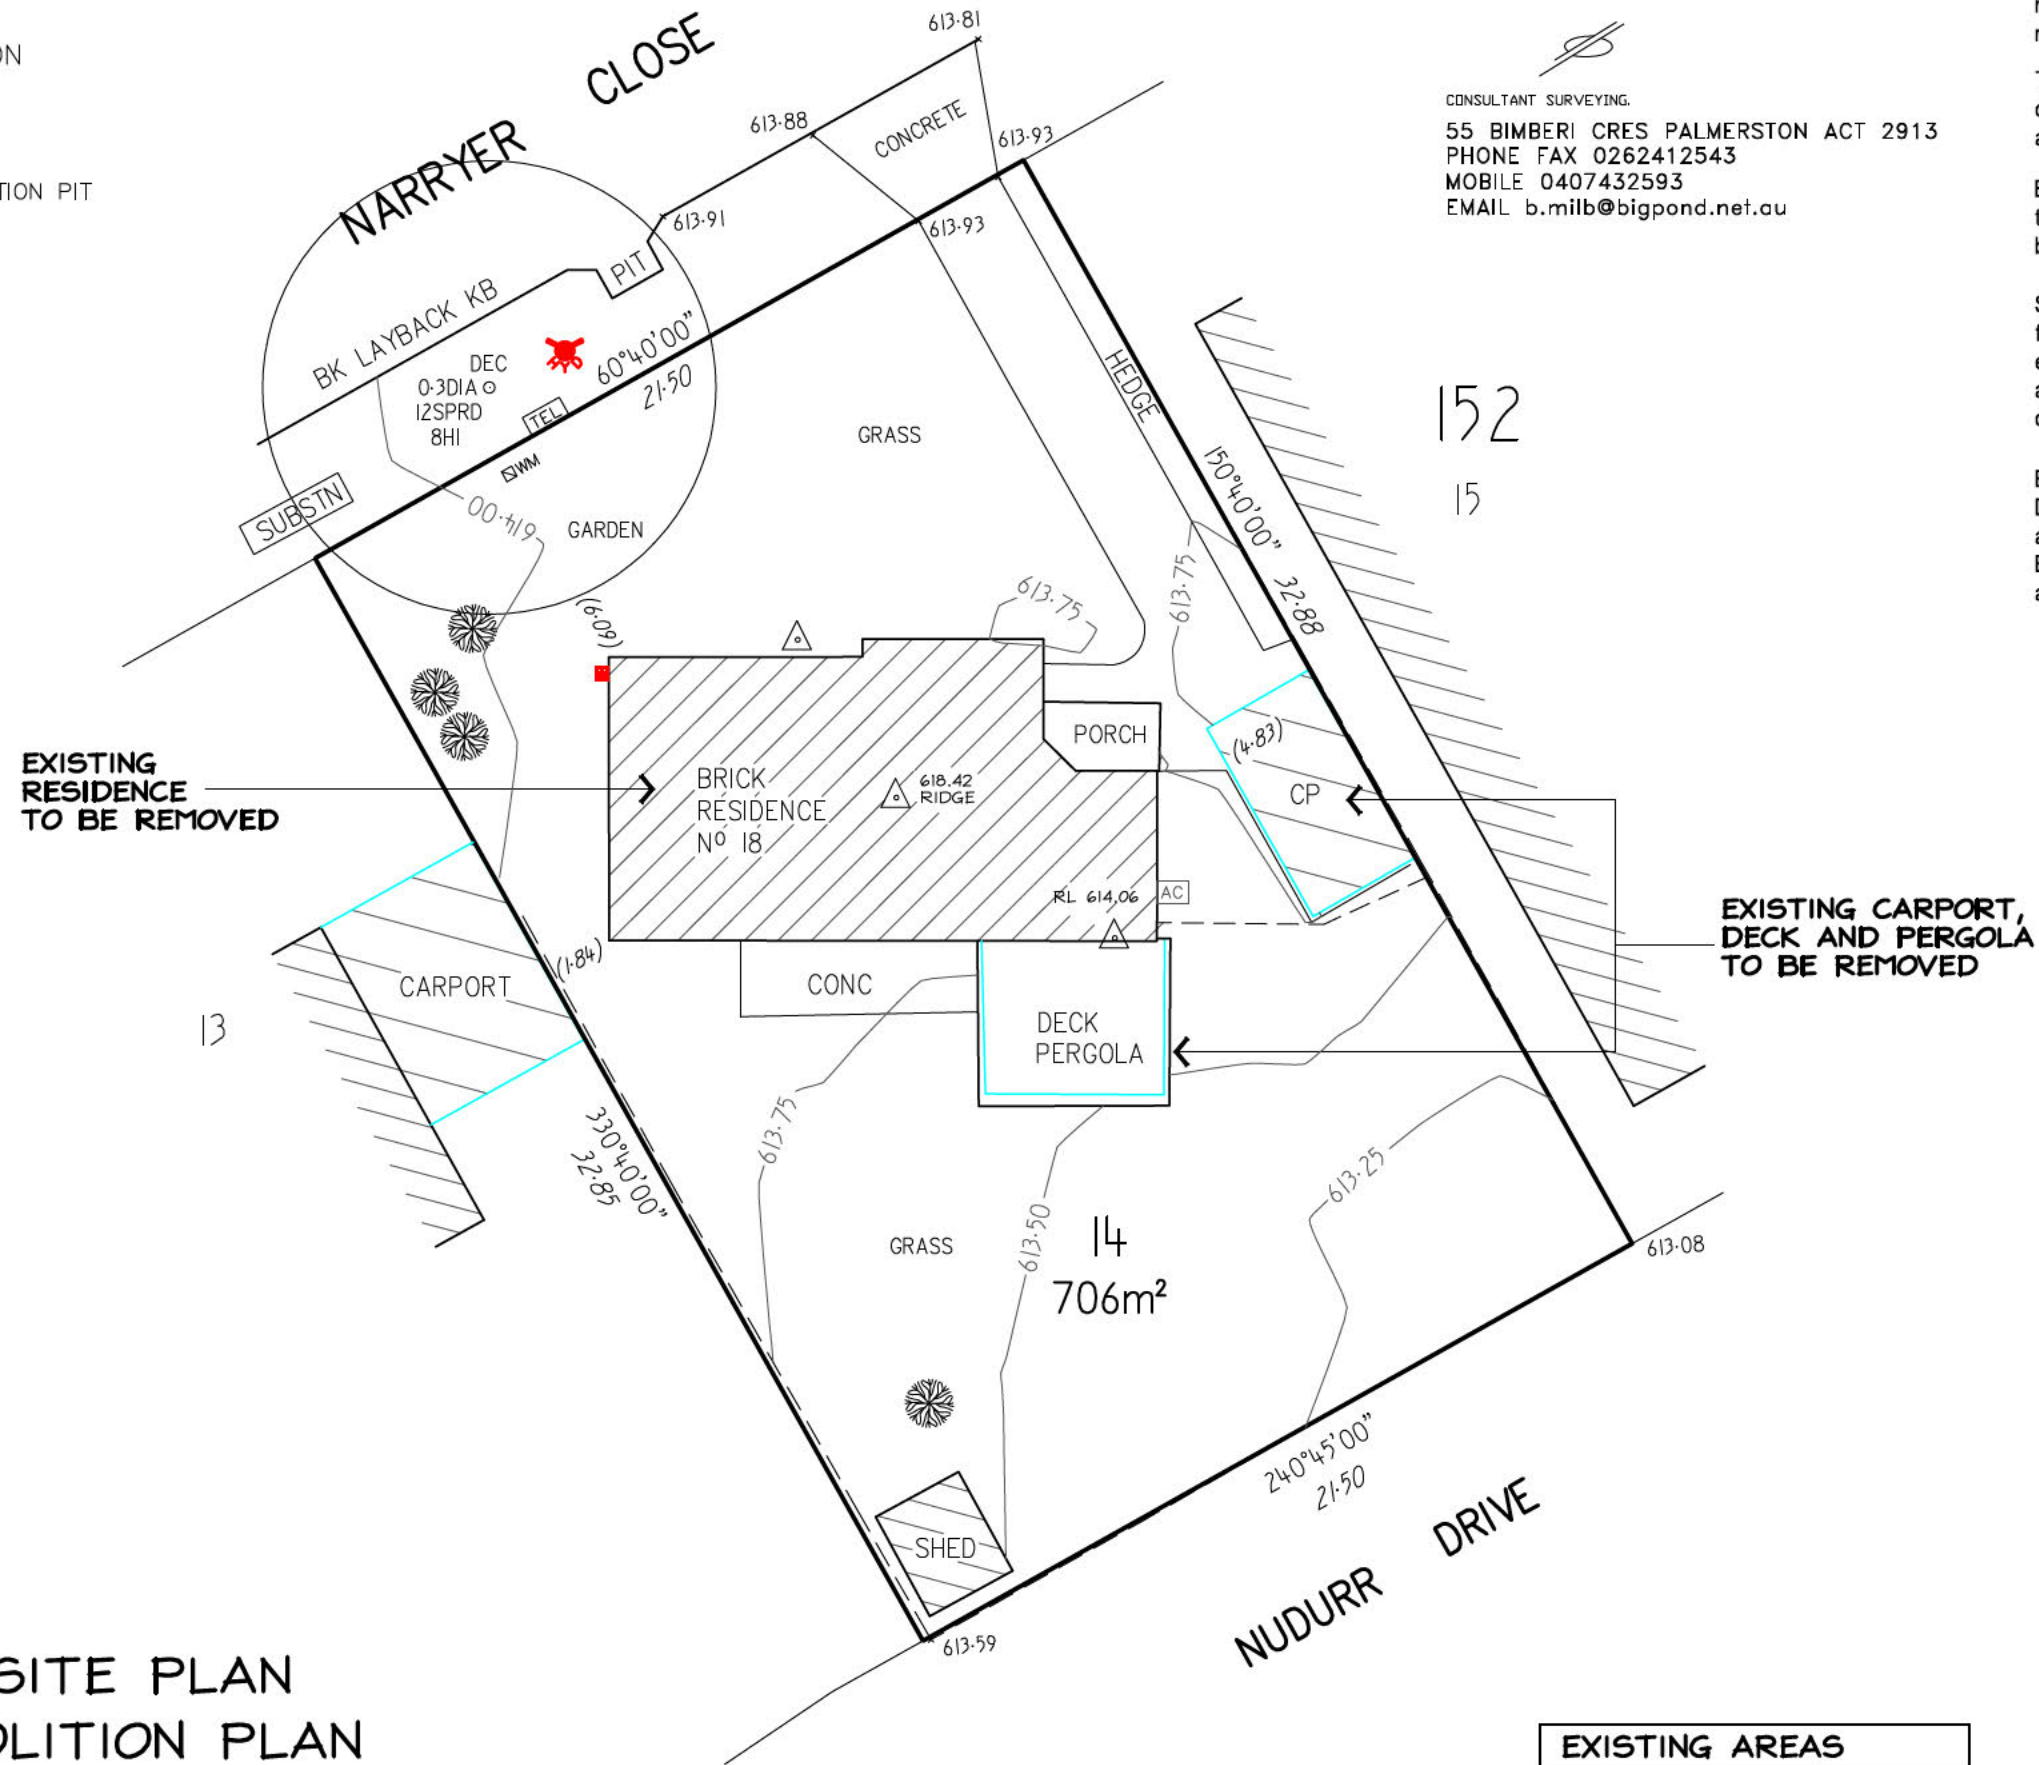 ON
TION PIT
NARRYER CLOSE
613·81
613·88
CONCRETE
613·93
613·91
613·93
PIT
BK LAYBACK KB
DEC
0·3DIA
12SPRD
8HI
TEL
60°40'00"
21·50
WM
SUBSTN
614·00
GARDEN
GRASS
HEDGE
150°40'00"
32·88
CONSULTANT SURVEYING.
55 BIMBERI CRES PALMERSTON ACT 2913
PHONE FAX 0262412543
MOBILE 0407432593
EMAIL b.milb@bigpond.net.au
152
15
(6·09)
613·75
613·75
PORCH
(4·83)
CP
EXISTING
RESIDENCE
TO BE REMOVED
BRICK
RESIDENCE
Nº 18
618.42
RIDGE
RL 614.06
AC
EXISTING CARPORT,
DECK AND PERGOLA
TO BE REMOVED
(1·84)
CARPORT
CONC
DECK
PERGOLA
13
330°40'00"
32·85
613·75
613·50
613·25
GRASS
14
706m²
613·08
SHED
240°45'00"
21·50
613·59
NUDURR DRIVE
SITE PLAN
OLITION PLAN
EXISTING AREAS